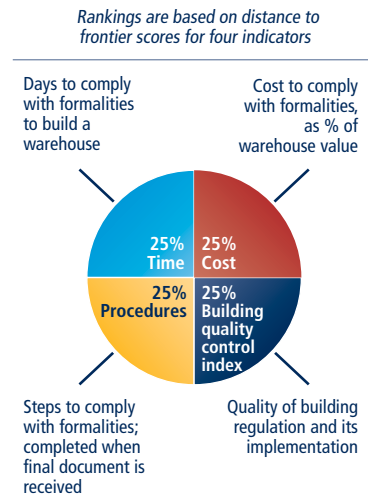 Rankings are based on distance to
frontier scores for four indicators
Days to comply
with formalities
to build a
warehouse
Cost to comply
with formalities,
as % of
warehouse value
25%
Time
25%
Cost
25%
Procedures
25%
Building
quality
control
index
Steps to comply
with formalities;
completed when
final document is
received
Quality of building
regulation and its
implementation